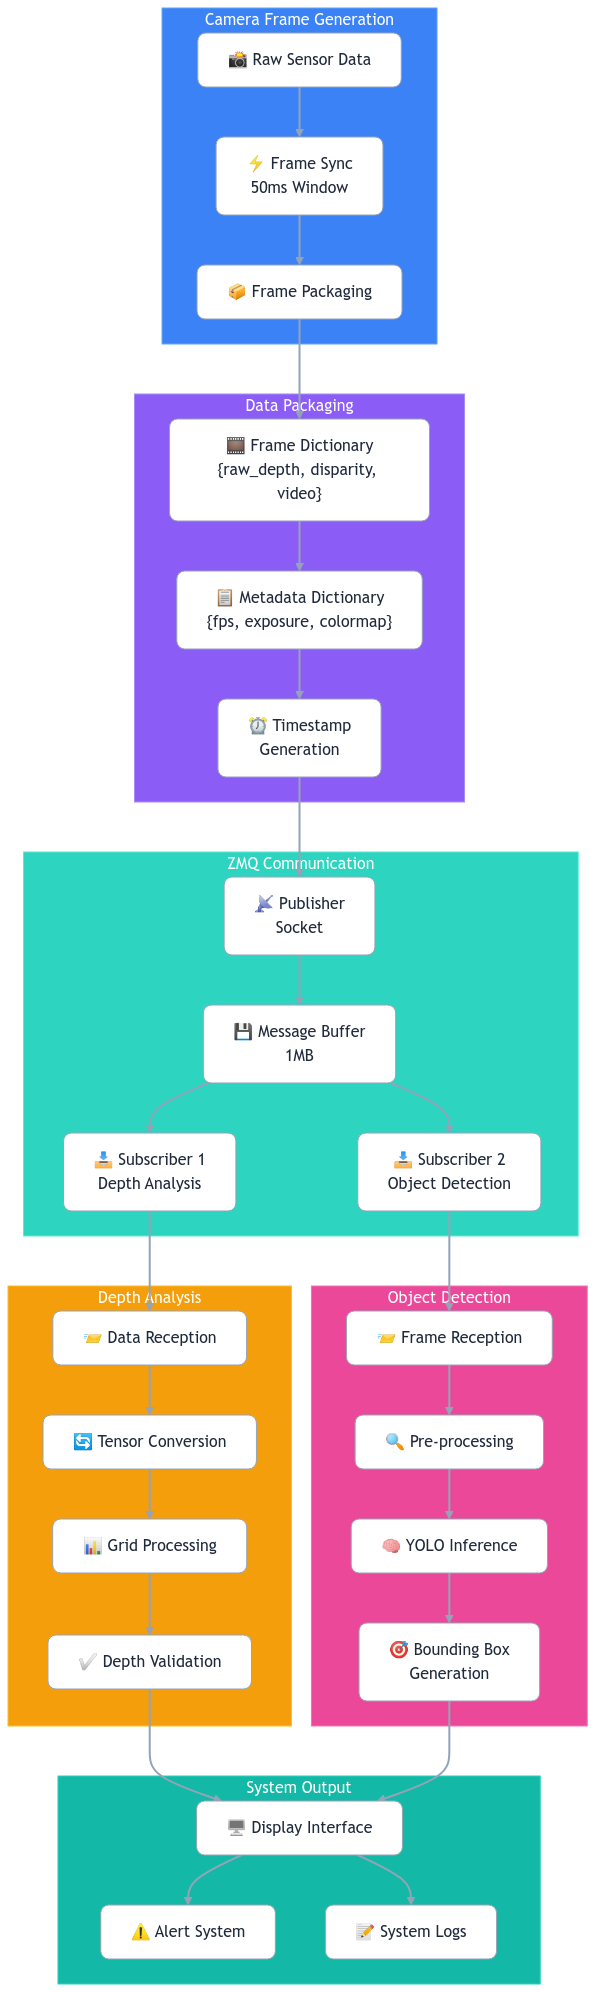 Camera Frame Generation
📸 Raw Sensor Data
⚡ Frame Sync
50ms Window
📦 Frame Packaging
Data Packaging
🎞️ Frame Dictionary
{raw_depth, disparity,
video}
📋 Metadata Dictionary
{fps, exposure, colormap}
⏰ Timestamp
Generation
ZMQ Communication
📡 Publisher
Socket
💾 Message Buffer
1MB
📥 Subscriber 1
Depth Analysis
📥 Subscriber 2
Object Detection
Depth Analysis
📨 Data Reception
🔄 Tensor Conversion
📊 Grid Processing
✔️ Depth Validation
Object Detection
📨 Frame Reception
🔍 Pre-processing
🧠 YOLO Inference
🎯 Bounding Box
Generation
System Output
🖥️ Display Interface
⚠️ Alert System
📝 System Logs